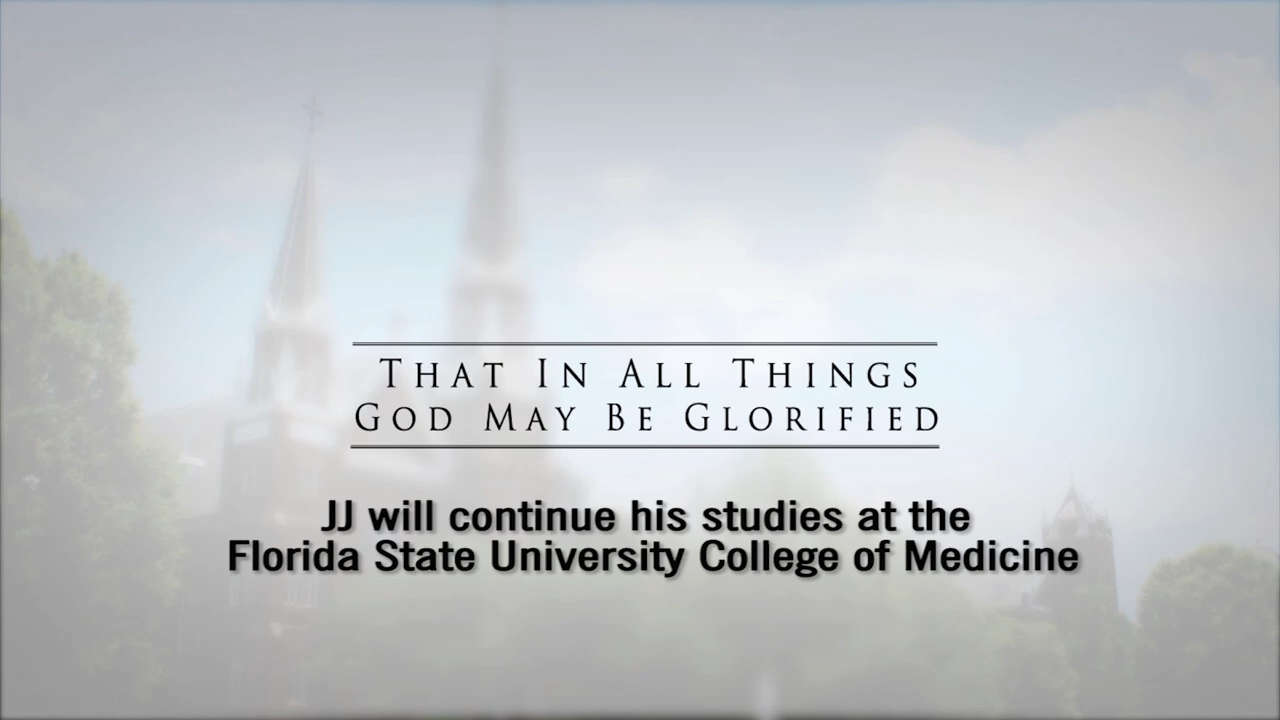 That In All Things
God May Be Glorified
JJ will continue his studies at the
Florida State University College of Medicine